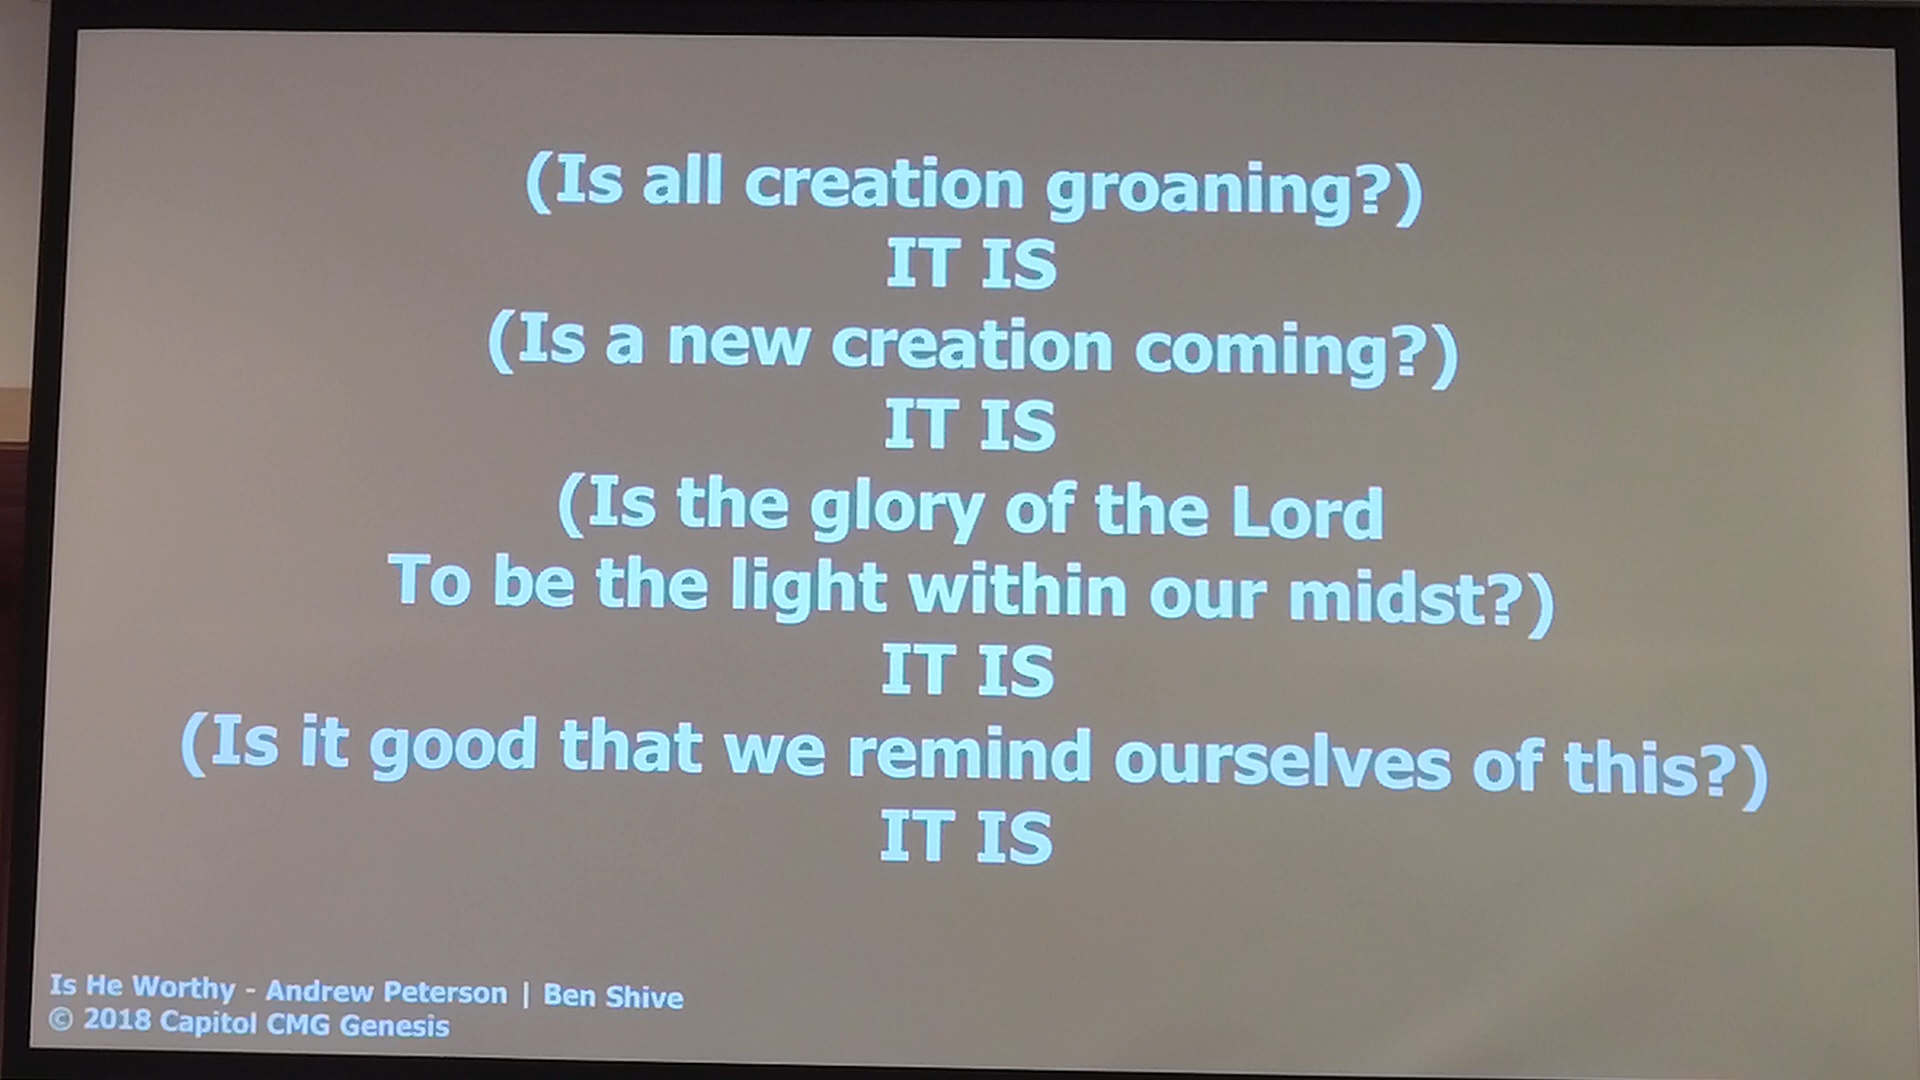 (Is all creation groaning?)
IT IS
(Is a new creation coming?)
IT IS
(Is the glory of the Lord
To be the light within our midst?)
IT IS
(Is it good that we remind ourselves of this?)
IT IS
Is He Worthy - Andrew Peterson | Ben Shive
© 2018 Capitol CMG Genesis